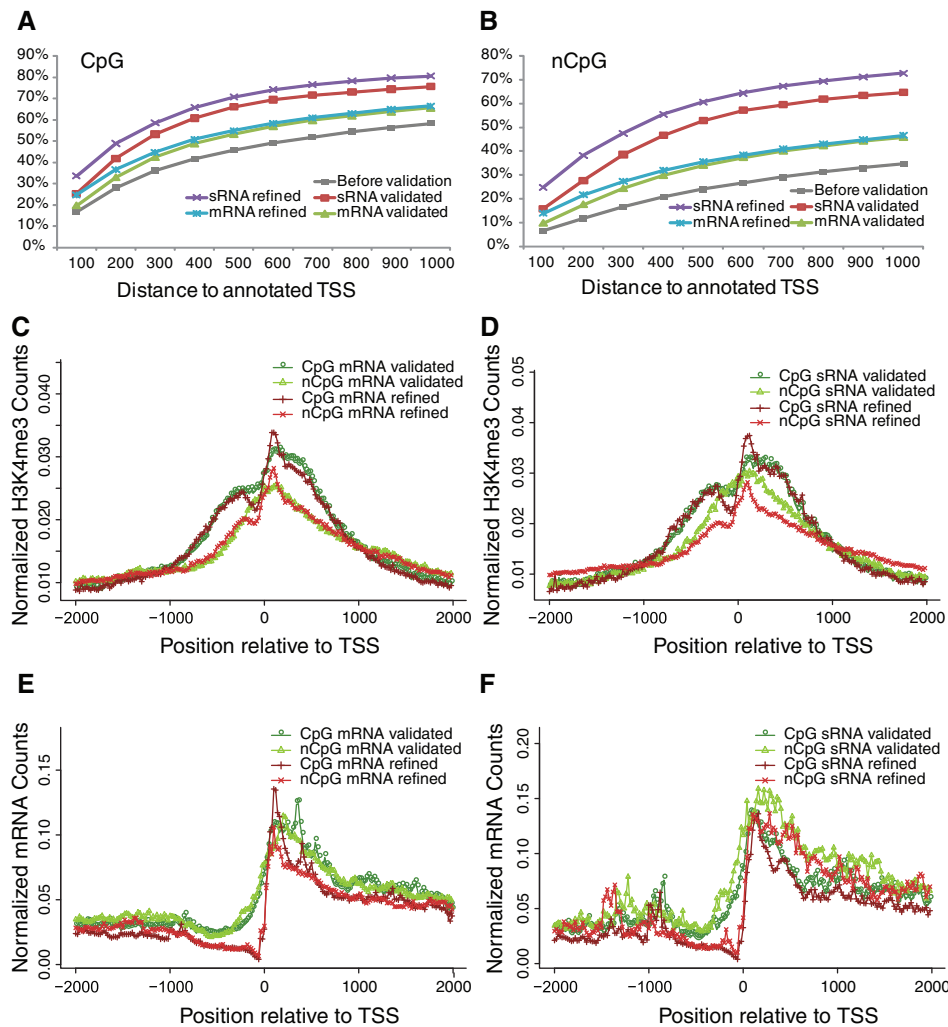 A
CpG
90%
80%
70%
60%
50%
40%
30%
20%
10%
0%
Before validation
sRNA refined
sRNA validated
mRNA refined
mRNA validated
100 200 300 400 500 600 700 800 900 1000
Distance to annotated TSS
B
nCpG
80%
70%
60%
50%
40%
30%
20%
10%
0%
Before validation
sRNA refined
sRNA validated
mRNA refined
mRNA validated
100 200 300 400 500 600 700 800 900 1000
Distance to annotated TSS
C
Normalized H3K4me3 Counts
0.040
0.030
0.020
0.010
CpG mRNA validated
nCpG mRNA validated
CpG mRNA refined
nCpG mRNA refined
−2000 −1000 0 1000 2000
Position relative to TSS
D
Normalized H3K4me3 Counts
0.05
0.04
0.03
0.02
0.01
CpG sRNA validated
nCpG sRNA validated
CpG sRNA refined
nCpG sRNA refined
−2000 −1000 0 1000 2000
Position relative to TSS
E
Normalized mRNA Counts
0.15
0.10
0.05
0.00
CpG mRNA validated
nCpG mRNA validated
CpG mRNA refined
nCpG mRNA refined
−2000 −1000 0 1000 2000
Position relative to TSS
F
Normalized mRNA Counts
0.20
0.15
0.10
0.05
0.00
CpG sRNA validated
nCpG sRNA validated
CpG sRNA refined
nCpG sRNA refined
−2000 −1000 0 1000 2000
Position relative to TSS